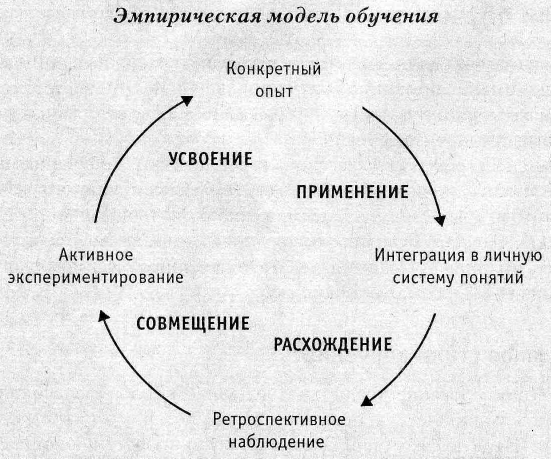 Эмпирическая модель обучения
Конкретный
опыт
УСВОЕНИЕ
ПРИМЕНЕНИЕ
Активное
экспериментирование
Интеграция в личную
систему понятий
СОВМЕЩЕНИЕ
РАСХОЖДЕНИЕ
Ретроспективное
наблюдение